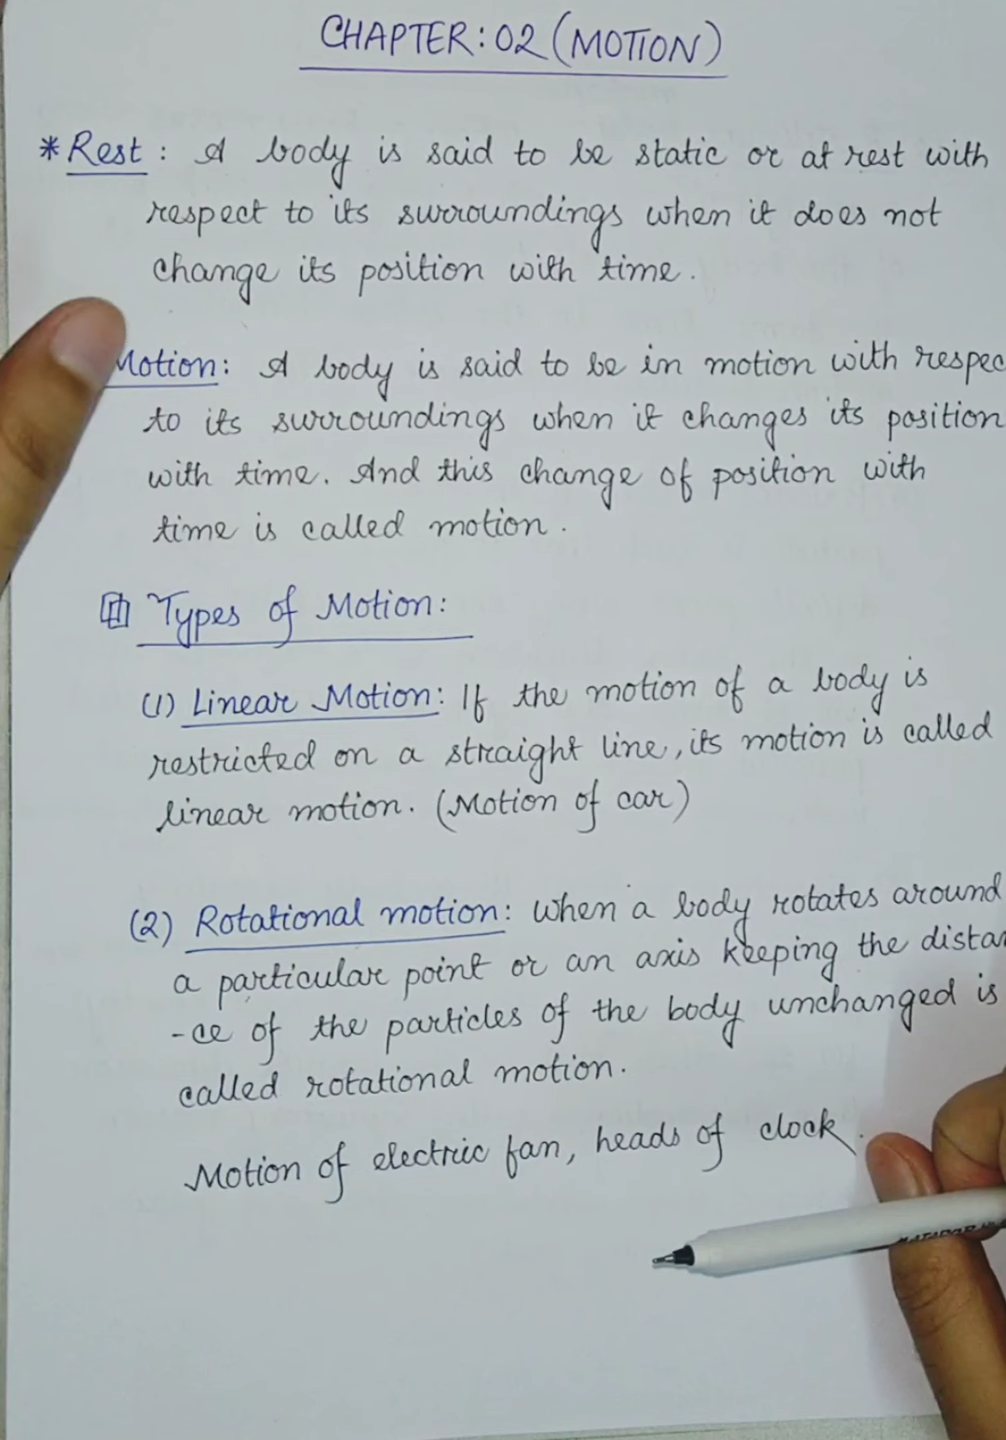 CHAPTER: 02 (MOTION)
* Rest : A body is said to be static or at rest with
respect to its surroundings when it does not
change its position with time.
Motion: A body is said to be in motion with respec
to its surroundings when it changes its position
with time. And this change of position with
time is called motion.
Types of Motion:
(1) Linear Motion: If the motion of a body is
restricted on a straight line, its motion is called
linear motion. (Motion of car)
(2) Rotational motion: when a body rotates around
a particular point or an axis keeping the distan
-ce of the particles of the body unchanged is
called rotational motion.
Motion of electric fan, heads of clock.